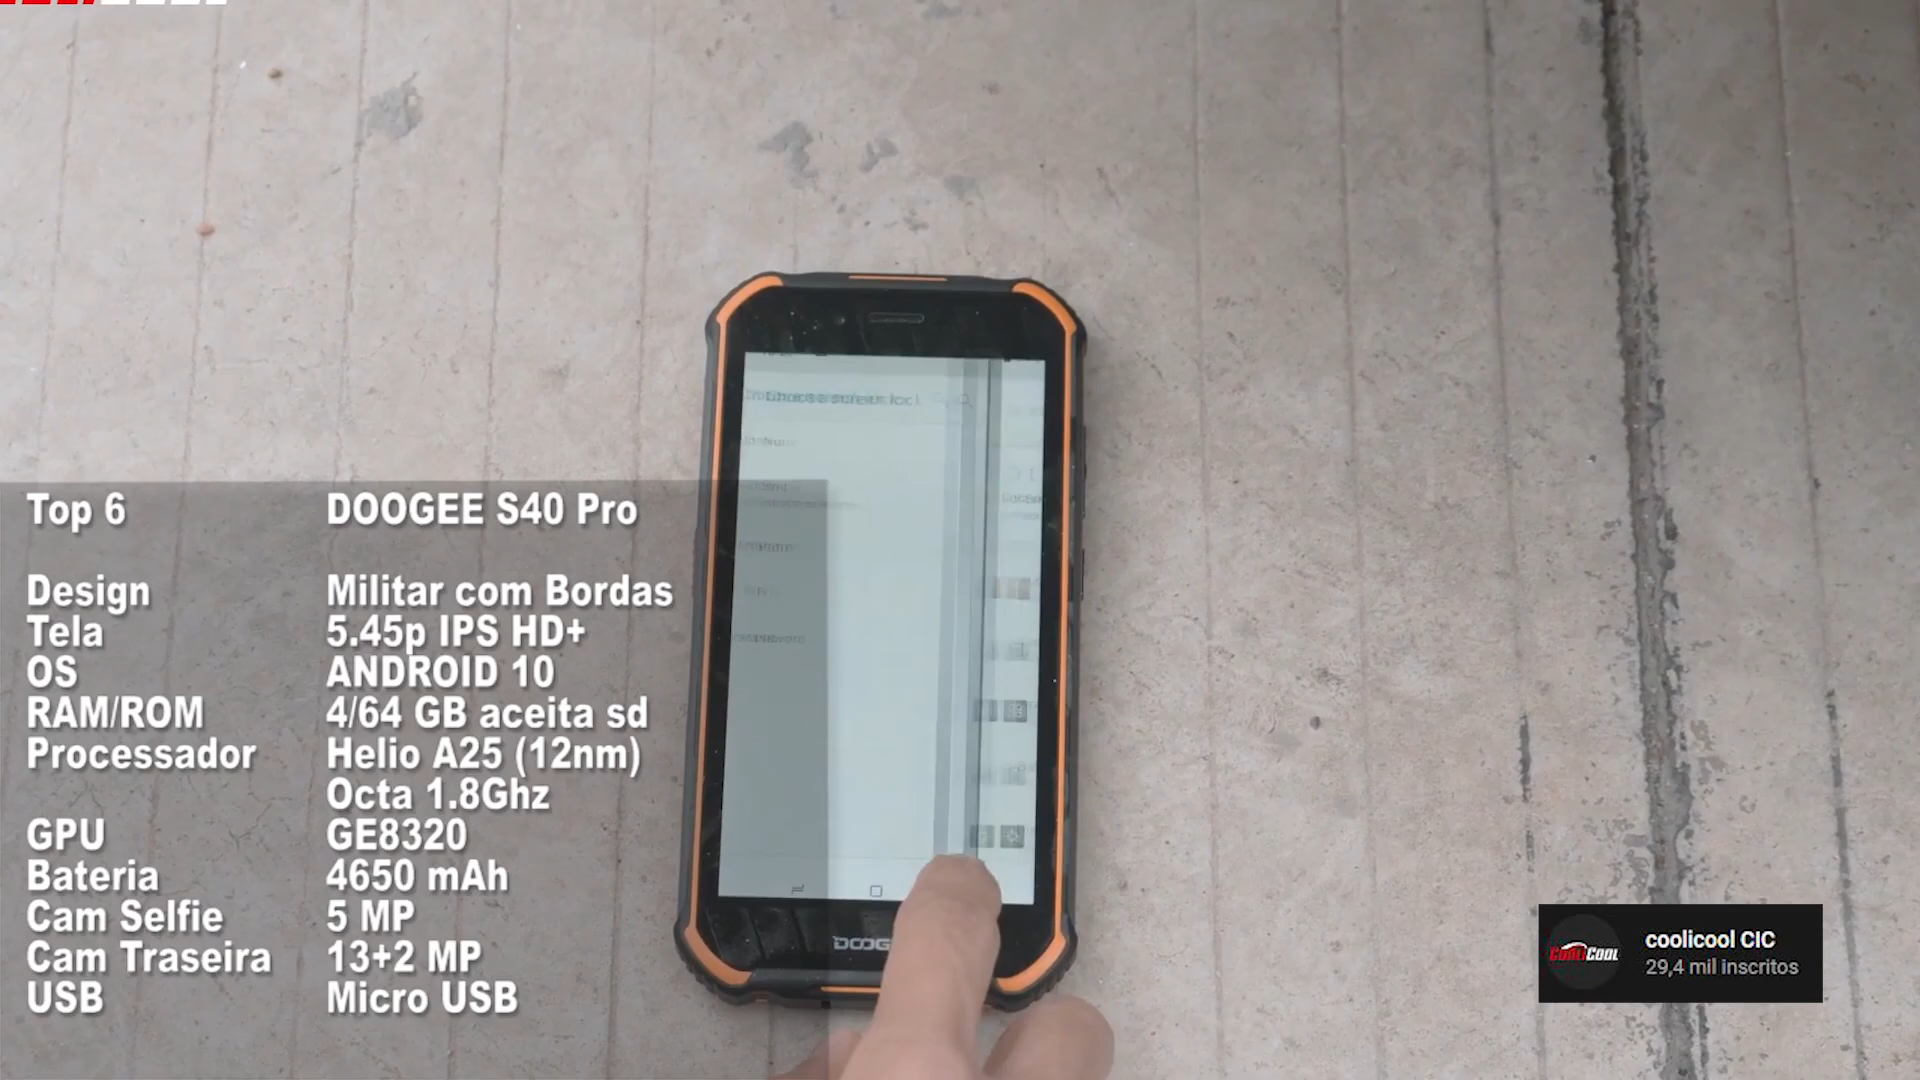 Top 6 DOOGEE S40 Pro
Design Militar com Bordas
Tela 5.45p IPS HD+
OS ANDROID 10
RAM/ROM 4/64 GB aceita sd
Processador Helio A25 (12nm)
Octa 1.8Ghz
GPU GE8320
Bateria 4650 mAh
Cam Selfie 5 MP
Cam Traseira 13+2 MP
USB Micro USB
DOOG
COOLiCOOL
coolicool CIC
29,4 mil inscritos